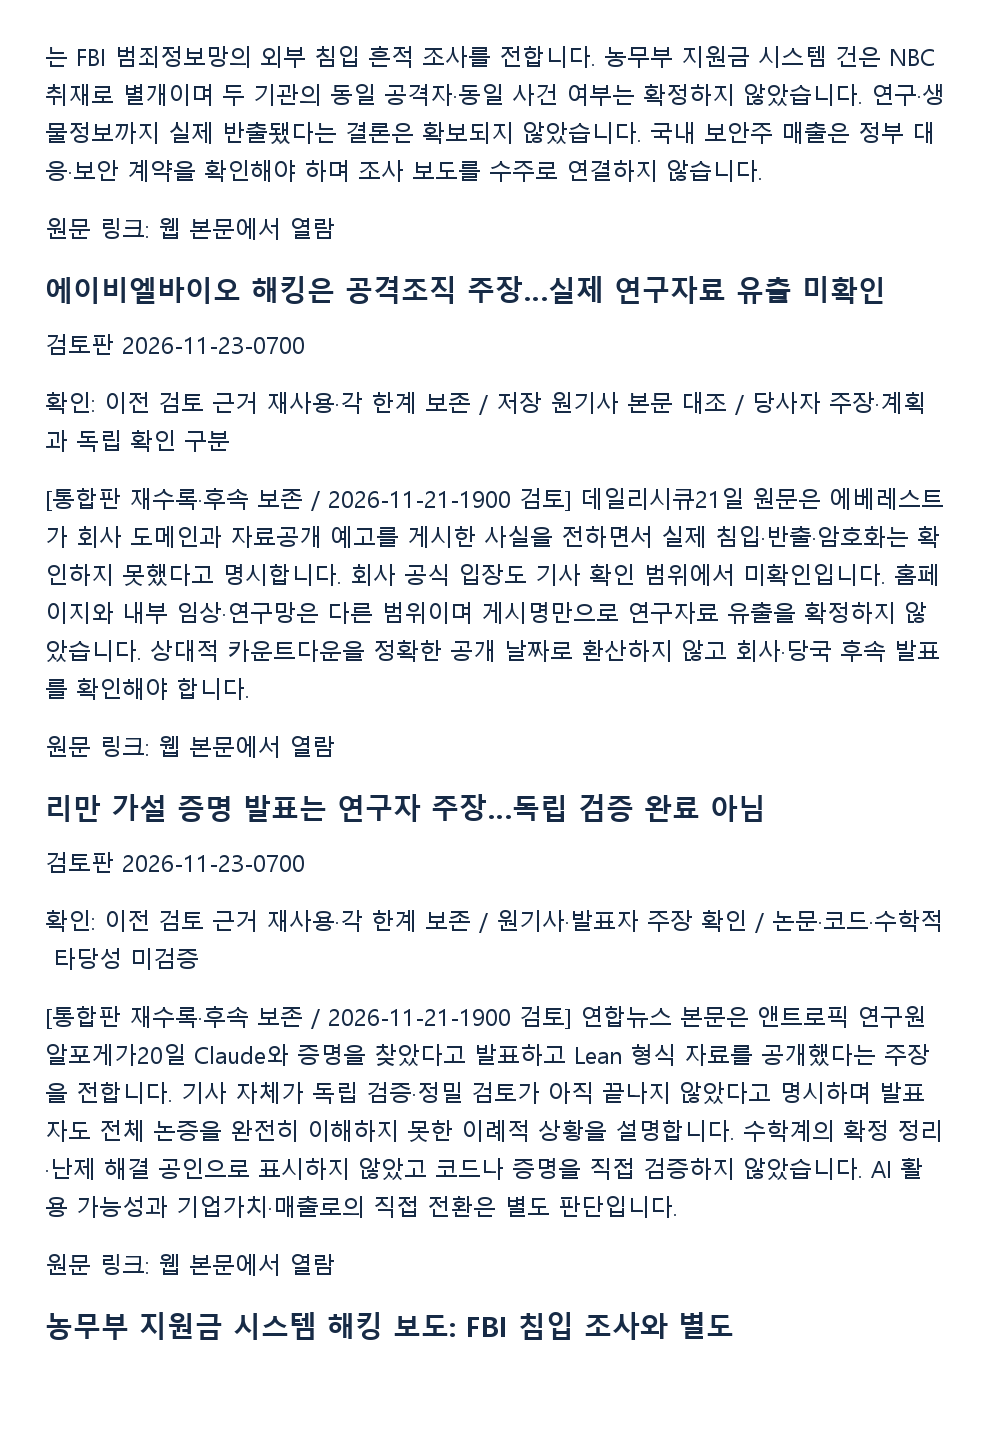 는 FBI 범죄정보망의 외부 침입 흔적 조사를 전합니다. 농무부 지원금 시스템 건은 NBC
취재로 별개이며 두 기관의 동일 공격자·동일 사건 여부는 확정하지 않았습니다. 연구·생
물정보까지 실제 반출됐다는 결론은 확보되지 않았습니다. 국내 보안주 매출은 정부 대
응·보안 계약을 확인해야 하며 조사 보도를 수주로 연결하지 않습니다.
원문 링크: 웹 본문에서 열람
에이비엘바이오 해킹은 공격조직 주장...실제 연구자료 유출 미확인
검토판 2026-11-23-0700
확인: 이전 검토 근거 재사용·각 한계 보존 / 저장 원기사 본문 대조 / 당사자 주장·계획
과 독립 확인 구분
[통합판 재수록·후속 보존 / 2026-11-21-1900 검토] 데일리시큐21일 원문은 에베레스트
가 회사 도메인과 자료공개 예고를 게시한 사실을 전하면서 실제 침입·반출·암호화는 확
인하지 못했다고 명시합니다. 회사 공식 입장도 기사 확인 범위에서 미확인입니다. 홈페
이지와 내부 임상·연구망은 다른 범위이며 게시명만으로 연구자료 유출을 확정하지 않
았습니다. 상대적 카운트다운을 정확한 공개 날짜로 환산하지 않고 회사·당국 후속 발표
를 확인해야 합니다.
원문 링크: 웹 본문에서 열람
리만 가설 증명 발표는 연구자 주장...독립 검증 완료 아님
검토판 2026-11-23-0700
확인: 이전 검토 근거 재사용·각 한계 보존 / 원기사·발표자 주장 확인 / 논문·코드·수학적
타당성 미검증
[통합판 재수록·후속 보존 / 2026-11-21-1900 검토] 연합뉴스 본문은 앤트로픽 연구원
알포게가20일 Claude와 증명을 찾았다고 발표하고 Lean 형식 자료를 공개했다는 주장
을 전합니다. 기사 자체가 독립 검증·정밀 검토가 아직 끝나지 않았다고 명시하며 발표
자도 전체 논증을 완전히 이해하지 못한 이례적 상황을 설명합니다. 수학계의 확정 정리
·난제 해결 공인으로 표시하지 않았고 코드나 증명을 직접 검증하지 않았습니다. AI 활
용 가능성과 기업가치·매출로의 직접 전환은 별도 판단입니다.
원문 링크: 웹 본문에서 열람
농무부 지원금 시스템 해킹 보도: FBI 침입 조사와 별도